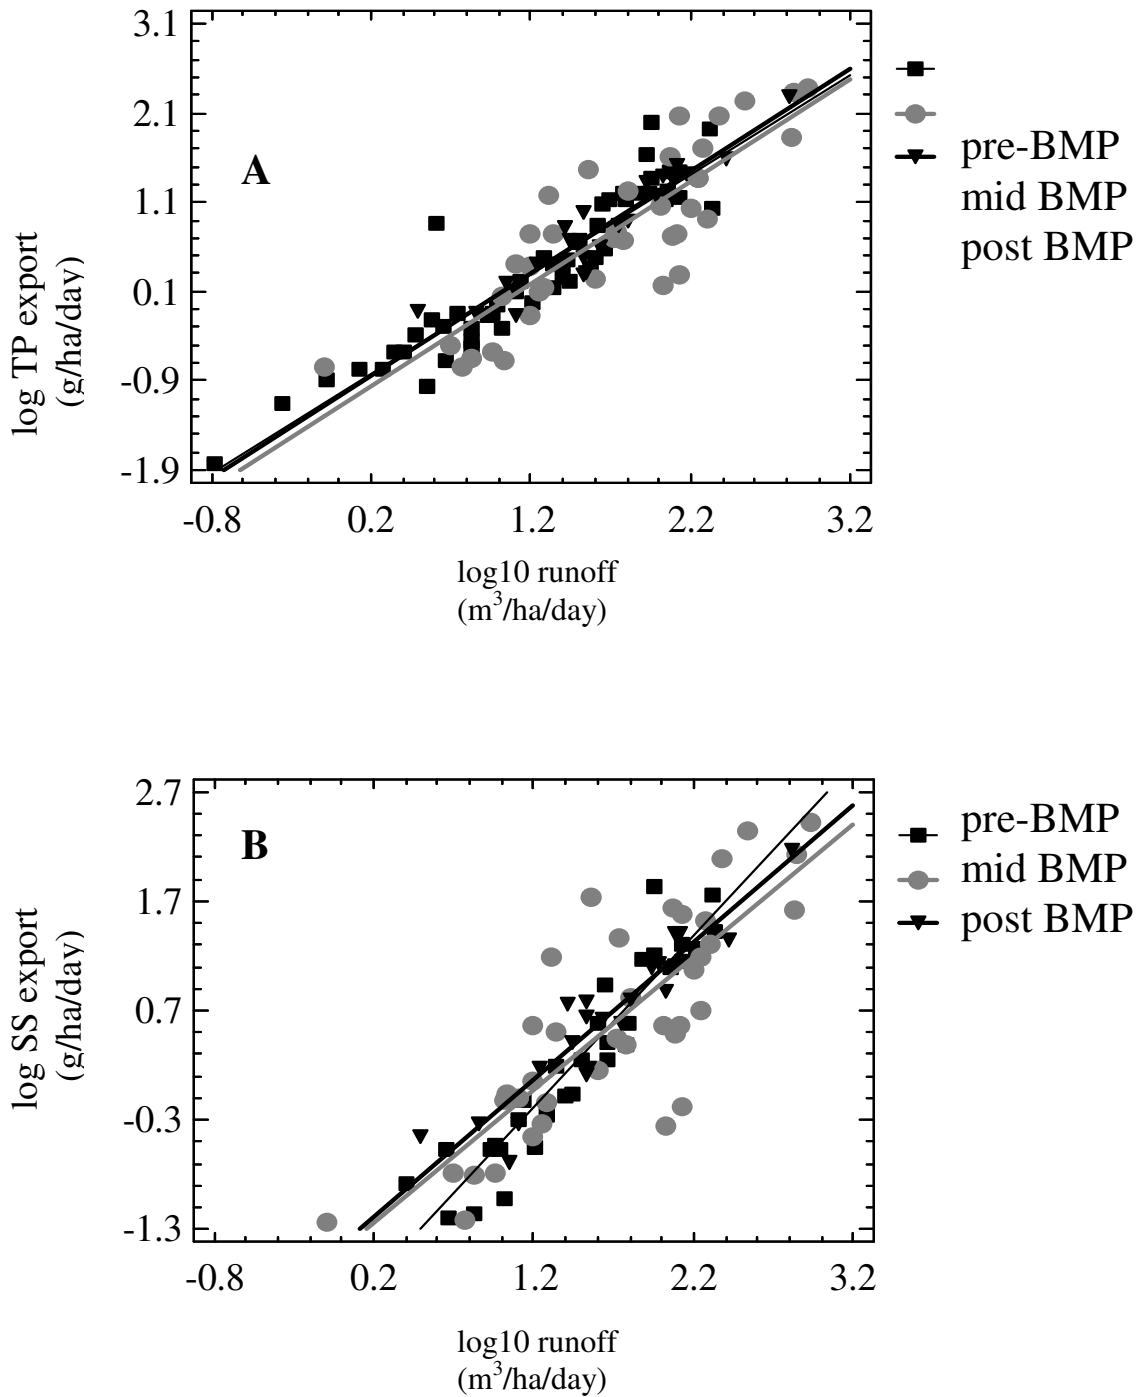 3.1
2.1
1.1
0.1
-0.9
-1.9
log TP export
(g/ha/day)
A
pre-BMP
mid BMP
post BMP
-0.8 0.2 1.2 2.2 3.2
log10 runoff
(m³/ha/day)
2.7
1.7
0.7
-0.3
-1.3
log SS export
(g/ha/day)
B
pre-BMP
mid BMP
post BMP
-0.8 0.2 1.2 2.2 3.2
log10 runoff
(m³/ha/day)